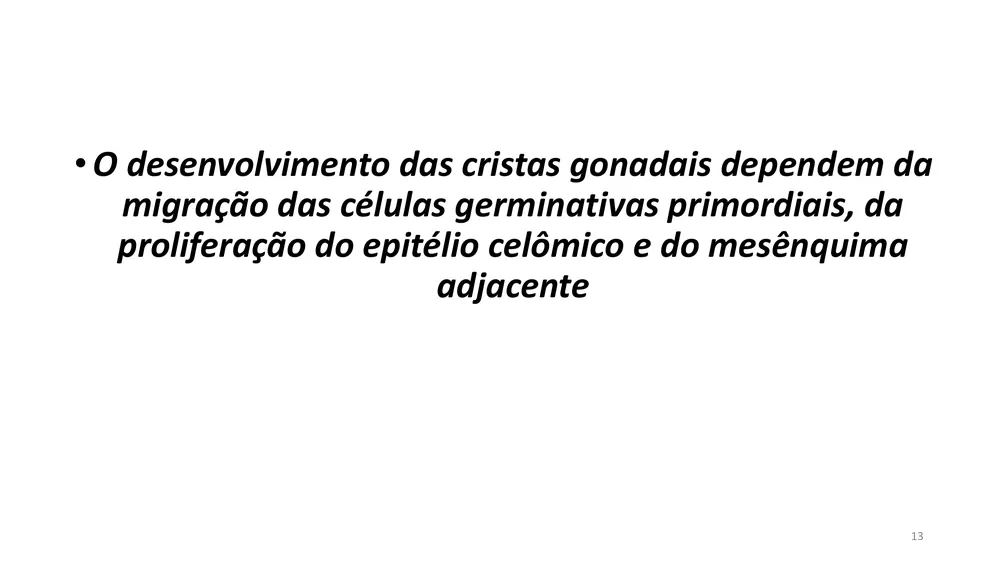 • O desenvolvimento das cristas gonadais dependem da
migração das células germinativas primordiais, da
proliferação do epitélio celômico e do mesênquima
adjacente
13